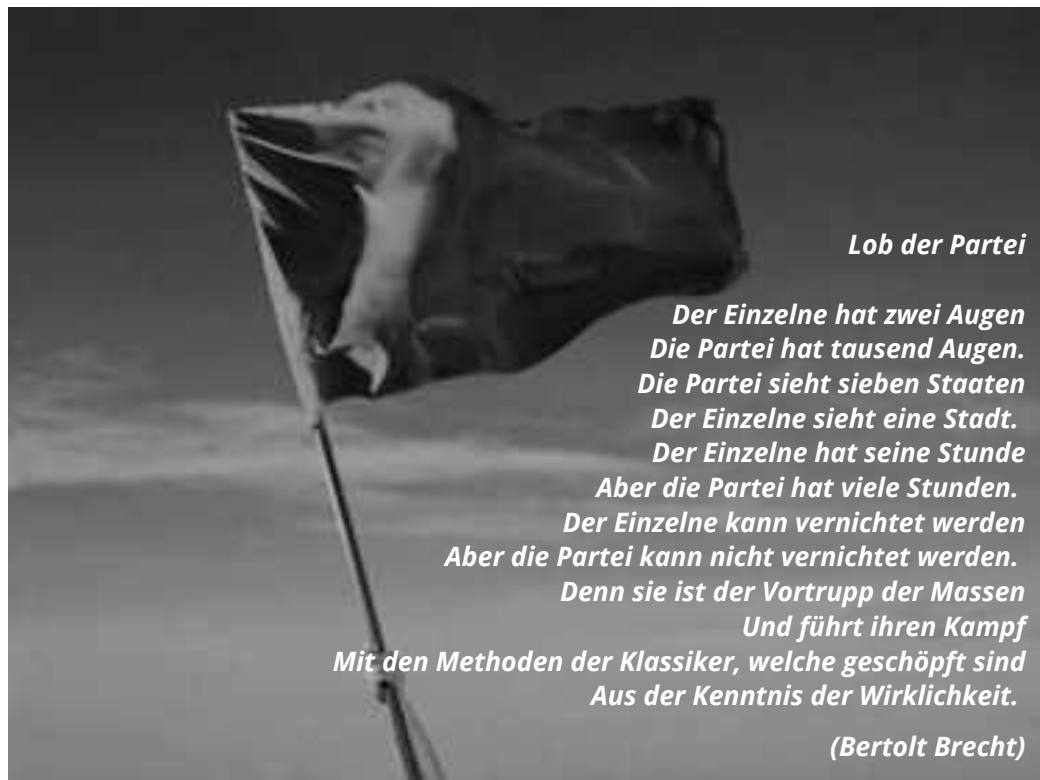 Lob der Partei
Der Einzelne hat zwei Augen
Die Partei hat tausend Augen.
Die Partei sieht sieben Staaten
Der Einzelne sieht eine Stadt.
Der Einzelne hat seine Stunde
Aber die Partei hat viele Stunden.
Der Einzelne kann vernichtet werden
Aber die Partei kann nicht vernichtet werden.
Denn sie ist der Vortrupp der Massen
Und führt ihren Kampf
Mit den Methoden der Klassiker, welche geschöpft sind
Aus der Kenntnis der Wirklichkeit.
(Bertolt Brecht)